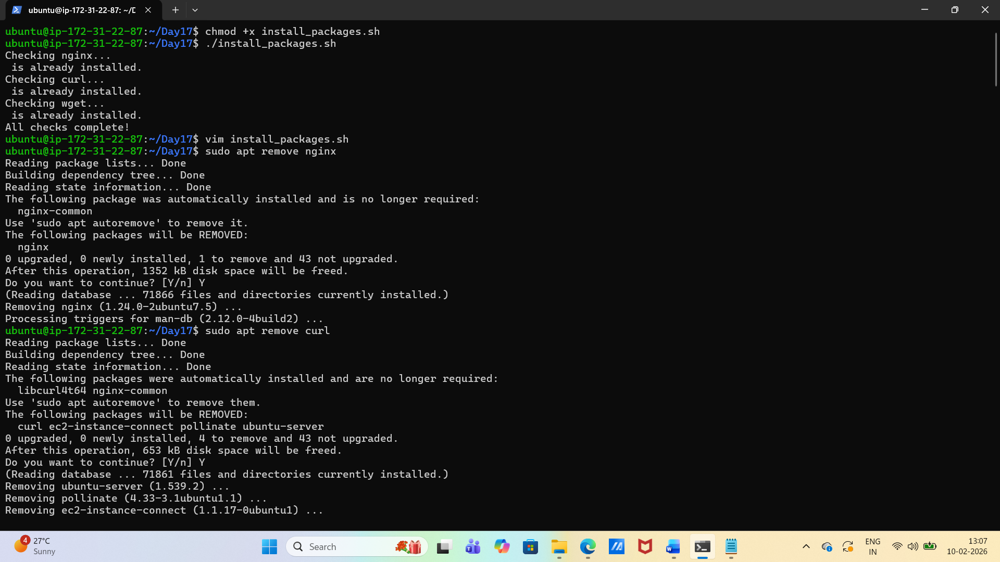 ubuntu@ip-172-31-22-87: ~/D
ubuntu@ip-172-31-22-87:~/Day17$ chmod +x install_packages.sh
ubuntu@ip-172-31-22-87:~/Day17$ ./install_packages.sh
Checking nginx...
 is already installed.
Checking curl...
 is already installed.
Checking wget...
 is already installed.
All checks complete!
ubuntu@ip-172-31-22-87:~/Day17$ vim install_packages.sh
ubuntu@ip-172-31-22-87:~/Day17$ sudo apt remove nginx
Reading package lists... Done
Building dependency tree... Done
Reading state information... Done
The following package was automatically installed and is no longer required:
  nginx-common
Use 'sudo apt autoremove' to remove it.
The following packages will be REMOVED:
  nginx
0 upgraded, 0 newly installed, 1 to remove and 43 not upgraded.
After this operation, 1352 kB disk space will be freed.
Do you want to continue? [Y/n] Y
(Reading database ... 71866 files and directories currently installed.)
Removing nginx (1.24.0-2ubuntu7.5) ...
Processing triggers for man-db (2.12.0-4build2) ...
ubuntu@ip-172-31-22-87:~/Day17$ sudo apt remove curl
Reading package lists... Done
Building dependency tree... Done
Reading state information... Done
The following packages were automatically installed and are no longer required:
  libcurl4t64 nginx-common
Use 'sudo apt autoremove' to remove them.
The following packages will be REMOVED:
  curl ec2-instance-connect pollinate ubuntu-server
0 upgraded, 0 newly installed, 4 to remove and 43 not upgraded.
After this operation, 653 kB disk space will be freed.
Do you want to continue? [Y/n] Y
(Reading database ... 71861 files and directories currently installed.)
Removing ubuntu-server (1.539.2) ...
Removing pollinate (4.33-3.1ubuntu1.1) ...
Removing ec2-instance-connect (1.1.17-0ubuntu1) ...
4
27°C
Sunny
Search
ENG
IN
13:07
10-02-2026